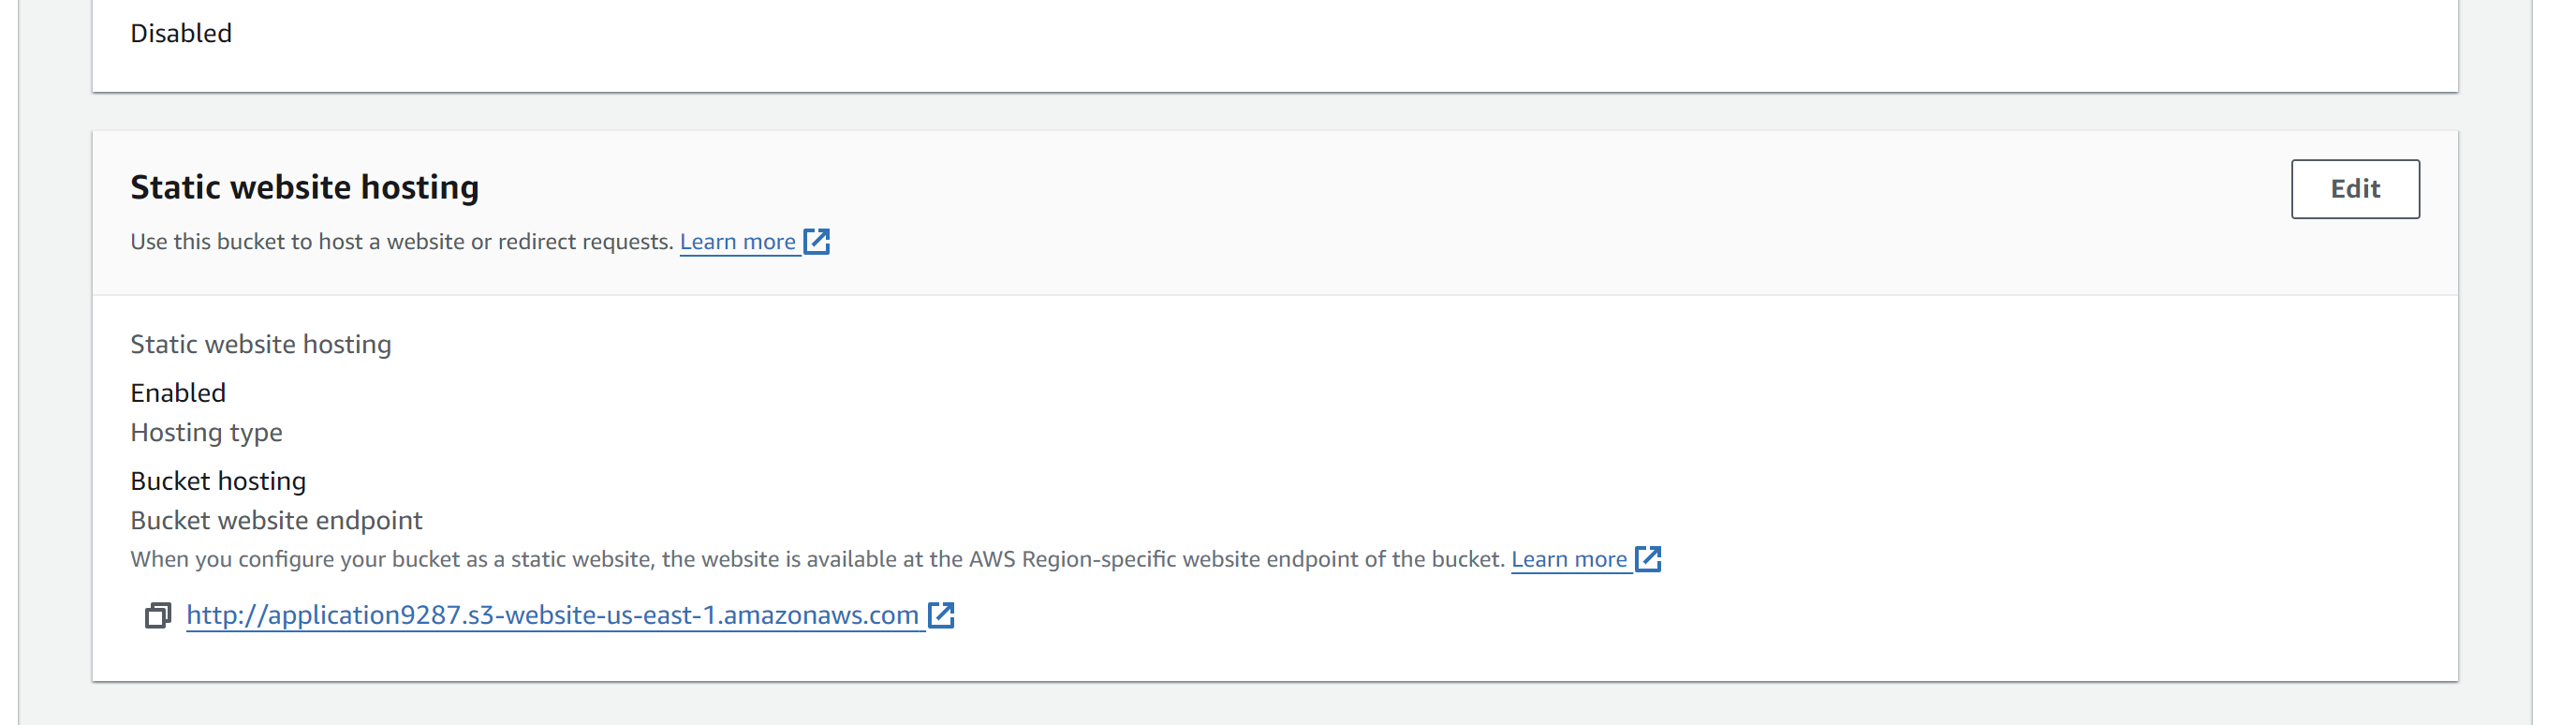 Disabled
Static website hosting
Edit
Use this bucket to host a website or redirect requests. Learn more
Static website hosting
Enabled
Hosting type
Bucket hosting
Bucket website endpoint
When you configure your bucket as a static website, the website is available at the AWS Region-specific website endpoint of the bucket. Learn more
http://application9287.s3-website-us-east-1.amazonaws.com